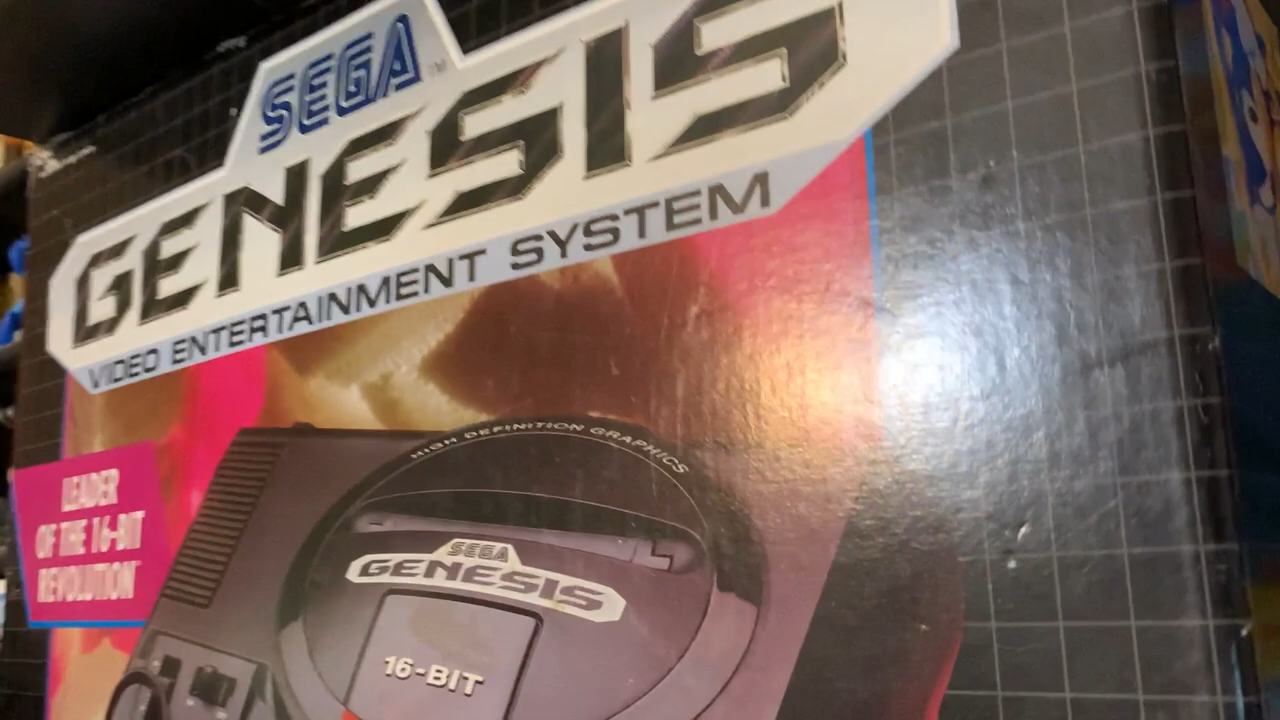 SEGA
GENESIS
VIDEO ENTERTAINMENT SYSTEM
LEADER
OF THE 16-BIT
REVOLUTION
HIGH DEFINITION GRAPHICS
SEGA
GENESIS
16-BIT